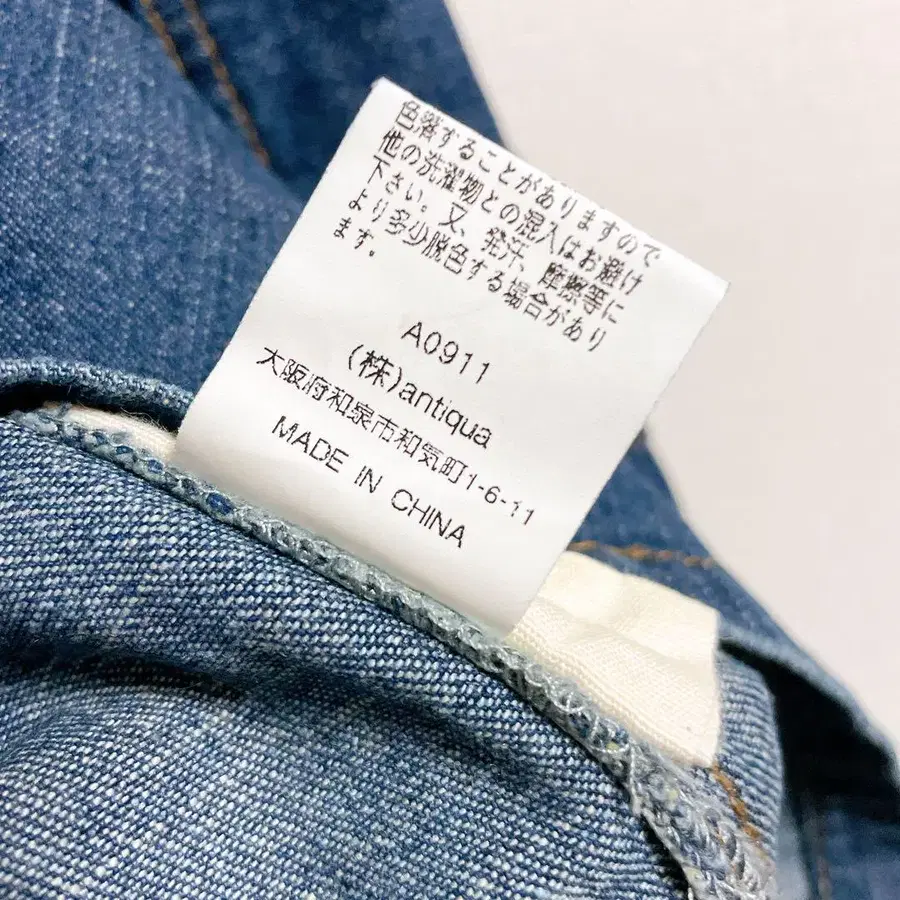 色落することがありますので
他の洗濯物との混入はお避け
下さい。又、発汗、摩擦等に
より多少脱色する場合があり
ます。
A0911
(株)antiqua
大阪府和泉市和気町1-6-11
MADE IN CHINA